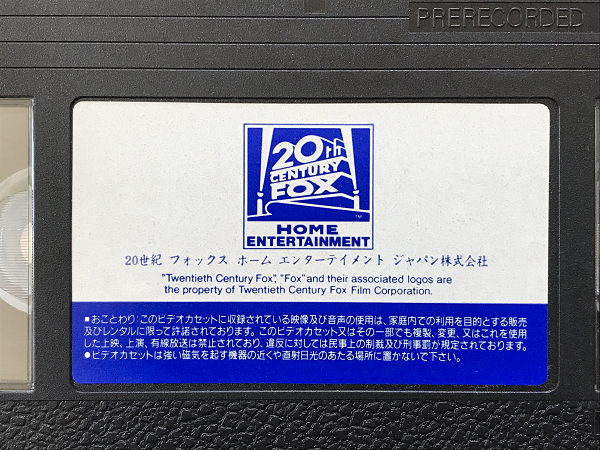 PRERECORDED
20th
CENTURY
FOX
TM
HOME
ENTERTAINMENT
20世紀 フォックス ホーム エンターテイメント ジャパン株式会社
"Twentieth Century Fox", "Fox" and their associated logos are
the property of Twentieth Century Fox Film Corporation.
■おことわり:このビデオカセットに収録されている映像及び音声の使用は、家庭内での利用を目的とする販売
及びレンタルに限って許諾されております。このビデオカセット又はその一部でも複製、変更、又はこれを使用
した上映、上演、有線放送は禁止されており、違反に対しては民事上の制裁及び刑事罰が規定されております。
●ビデオカセットは強い磁気を起す機器の近くや直射日光のあたる場所に置かないで下さい。